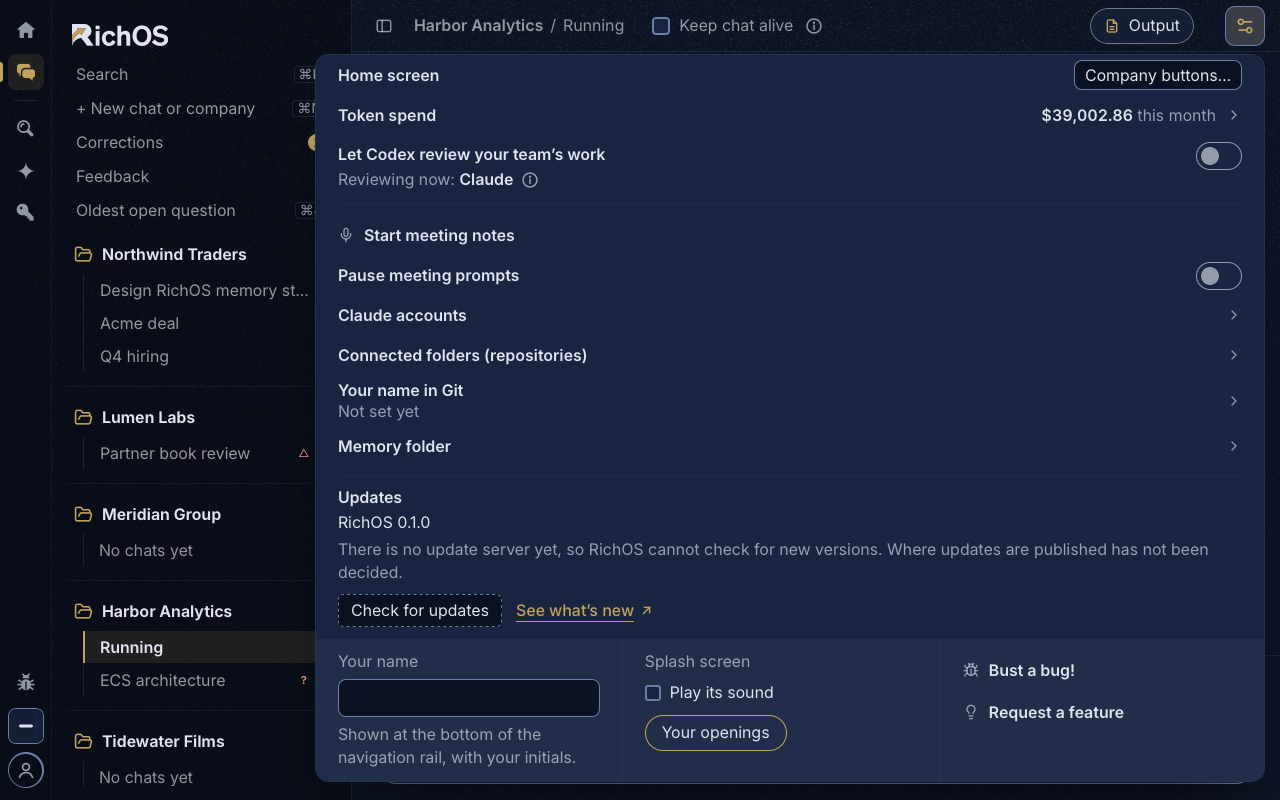 RichOS
Search
+ New chat or company
Corrections
Feedback
Oldest open question
Northwind Traders
Design RichOS memory st...
Acme deal
Q4 hiring
Lumen Labs
Partner book review
Meridian Group
No chats yet
Harbor Analytics
Running
ECS architecture ?
Tidewater Films
No chats yet
Harbor Analytics / Running
Keep chat alive
Output
Home screen
Company buttons...
Token spend
$39,002.86 this month
Let Codex review your team's work
Reviewing now: Claude
Start meeting notes
Pause meeting prompts
Claude accounts
Connected folders (repositories)
Your name in Git
Not set yet
Memory folder
Updates
RichOS 0.1.0
There is no update server yet, so RichOS cannot check for new versions. Where updates are published has not been
decided.
Check for updates
See what's new ↗
Your name
Shown at the bottom of the
navigation rail, with your initials.
Splash screen
Play its sound
Your openings
Bust a bug!
Request a feature